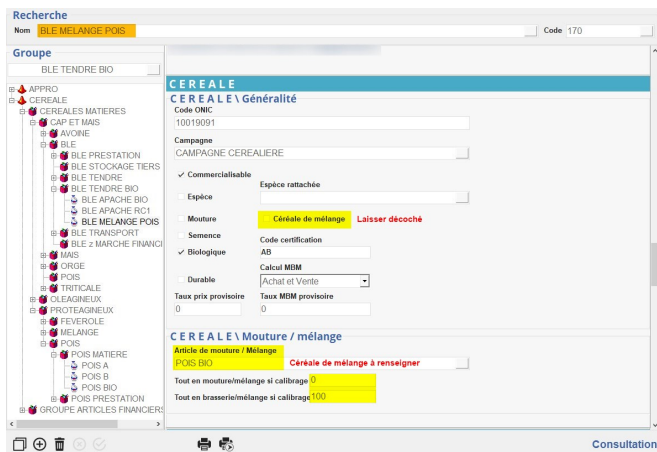 Recherche
Nom BLE MELANGE POIS Code 170
Groupe
BLE TENDRE BIO
APPRO
CEREALE
CEREALES MATIERES
CAP ET MAIS
AVOINE
BLE
BLE PRESTATION
BLE STOCKAGE TIERS
BLE TENDRE
BLE TENDRE BIO
BLE APACHE BIO
BLE APACHE RC1
BLE MELANGE POIS
BLE TRANSPORT
BLE z MARCHE FINANCI
MAIS
ORGE
POIS
TRITICALE
OLEAGINEUX
PROTEAGINEUX
FEVEROLE
MELANGE
POIS
POIS MATIERE
POIS A
POIS B
POIS BIO
POIS PRESTATION
GROUPE ARTICLES FINANCIERS
CEREALE
CEREALE \ Généralité
Code ONIC
10019091
Campagne
CAMPAGNE CEREALIERE
Commercialisable
Espèce rattachée
Espèce
Mouture Céréale de mélange Laisser décoché
Semence
Code certification
Biologique AB
Calcul MBM
Durable Achat et Vente
Taux prix provisoire Taux MBM provisoire
0 0
CEREALE \ Mouture / mélange
Article de mouture / Mélange
POIS BIO Céréale de mélange à renseigner
Tout en mouture/mélange si calibrage 0
Tout en brasserie/mélange si calibrage 100
Consultation